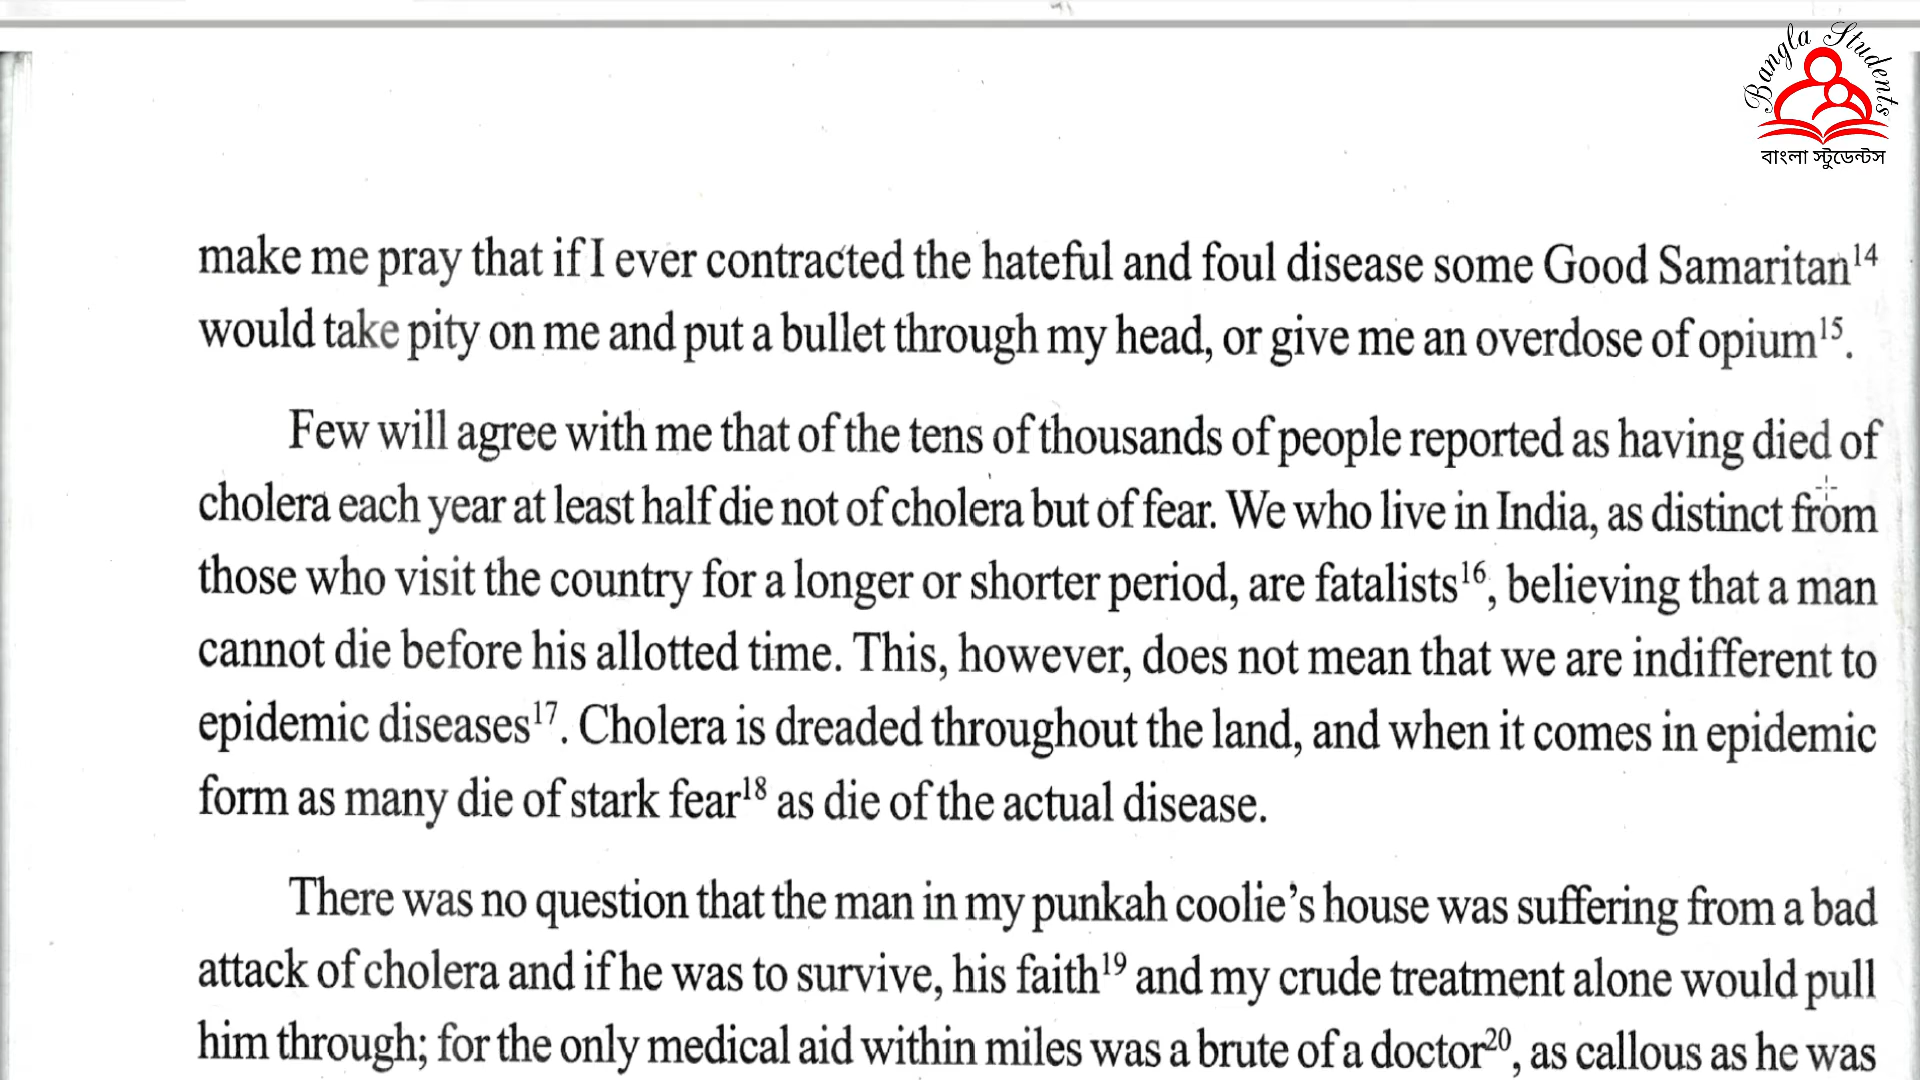 Bangla Students
বাংলা স্টুডেন্টস
make me pray that if I ever contracted the hateful and foul disease some Good Samaritan¹⁴
would take pity on me and put a bullet through my head, or give me an overdose of opium¹⁵.
Few will agree with me that of the tens of thousands of people reported as having died of
cholera each year at least half die not of cholera but of fear. We who live in India, as distinct from
those who visit the country for a longer or shorter period, are fatalists¹⁶, believing that a man
cannot die before his allotted time. This, however, does not mean that we are indifferent to
epidemic diseases¹⁷. Cholera is dreaded throughout the land, and when it comes in epidemic
form as many die of stark fear¹⁸ as die of the actual disease.
There was no question that the man in my punkah coolie's house was suffering from a bad
attack of cholera and if he was to survive, his faith¹⁹ and my crude treatment alone would pull
him through; for the only medical aid within miles was a brute of a doctor²⁰, as callous as he was